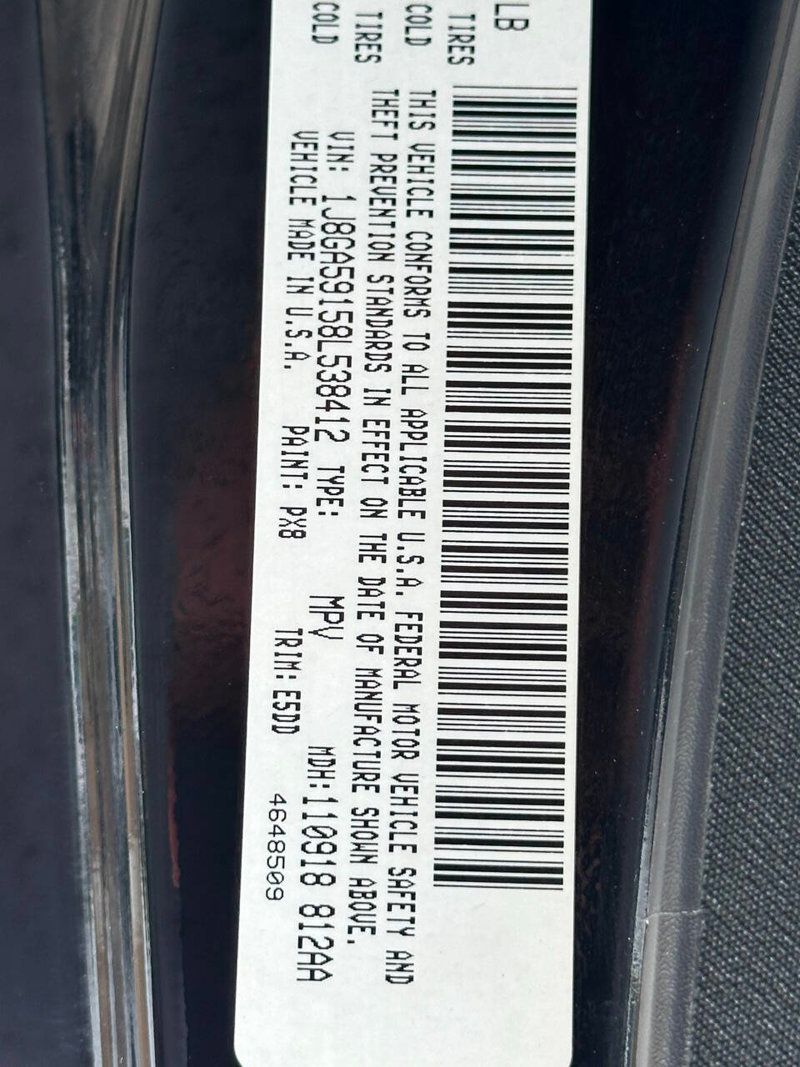 LB
TIRES COLD
TIRES COLD
THIS VEHICLE CONFORMS TO ALL APPLICABLE U.S.A. FEDERAL MOTOR VEHICLE SAFETY AND
THEFT PREVENTION STANDARDS IN EFFECT ON THE DATE OF MANUFACTURE SHOWN ABOVE.
VIN: 1J8GA59158L538412 TYPE: MPV MDH:110918 812AA
VEHICLE MADE IN U.S.A. PAINT: PX8 TRIM: E5DD 4648509